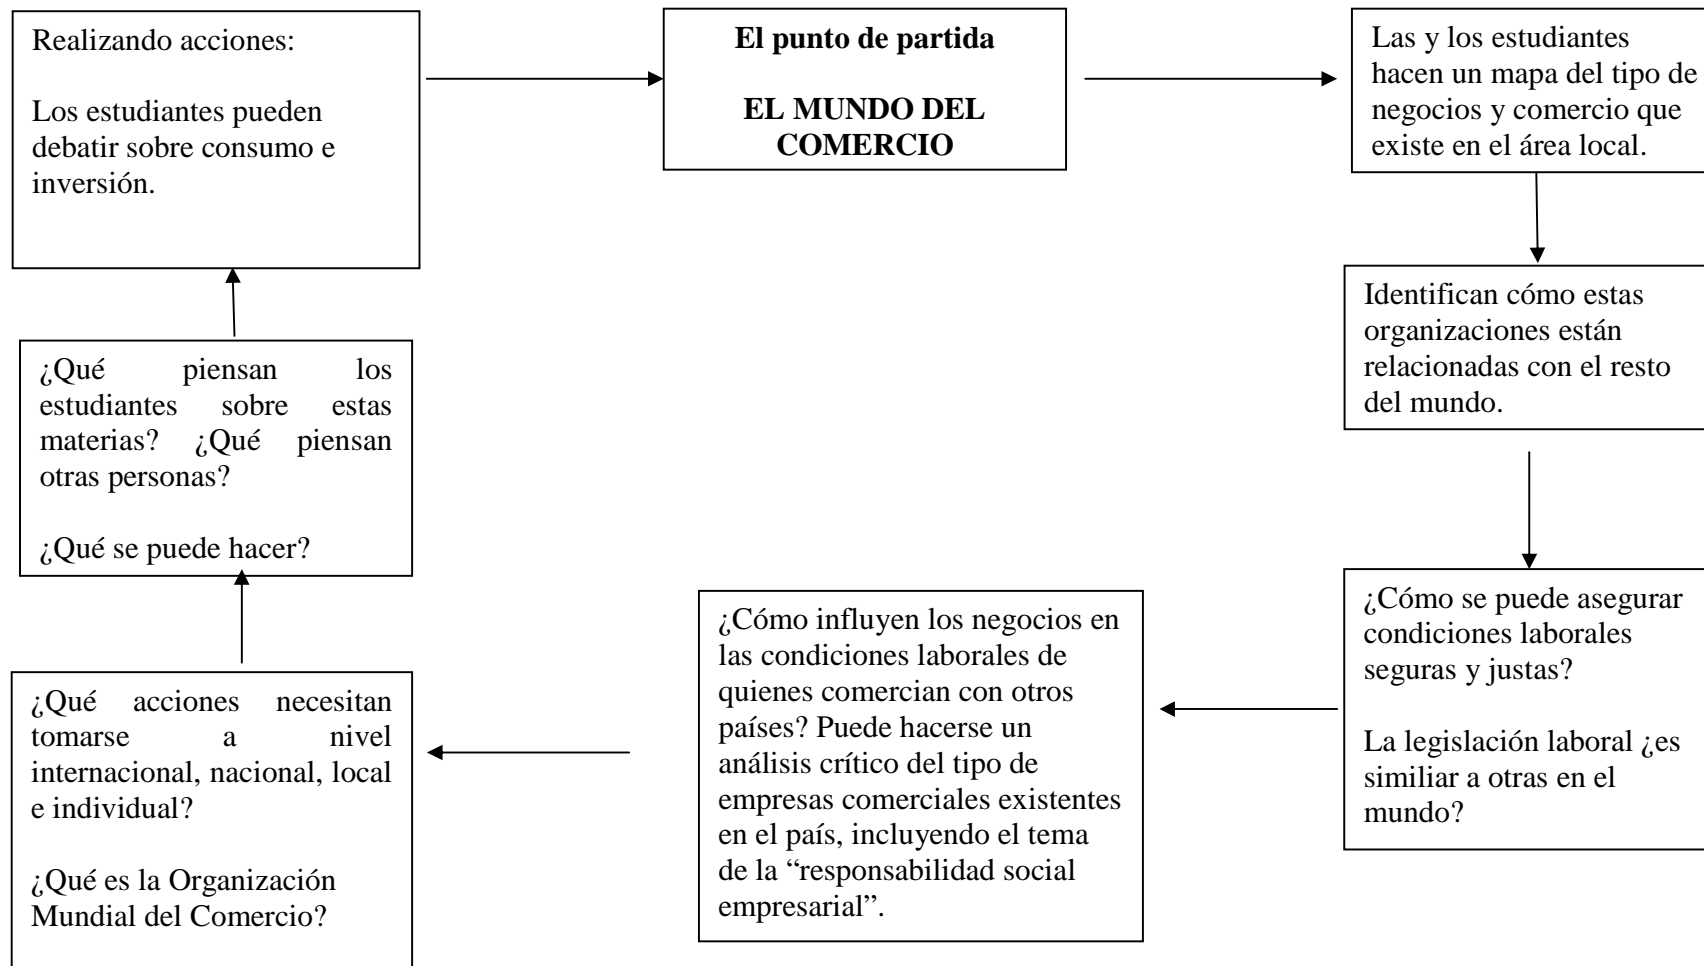 El punto de partida
EL MUNDO DEL
COMERCIO
Las y los estudiantes
hacen un mapa del tipo de
negocios y comercio que
existe en el área local.
Identifican cómo estas
organizaciones están
relacionadas con el resto
del mundo.
¿Cómo se puede asegurar
condiciones laborales
seguras y justas?
La legislación laboral ¿es
similiar a otras en el
mundo?
¿Cómo influyen los negocios en
las condiciones laborales de
quienes comercian con otros
países? Puede hacerse un
análisis crítico del tipo de
empresas comerciales existentes
en el país, incluyendo el tema
de la “responsabilidad social
empresarial”.
¿Qué acciones necesitan
tomarse a nivel
internacional, nacional, local
e individual?
¿Qué es la Organización
Mundial del Comercio?
¿Qué piensan los
estudiantes sobre estas
materias? ¿Qué piensan
otras personas?
¿Qué se puede hacer?
Realizando acciones:
Los estudiantes pueden
debatir sobre consumo e
inversión.